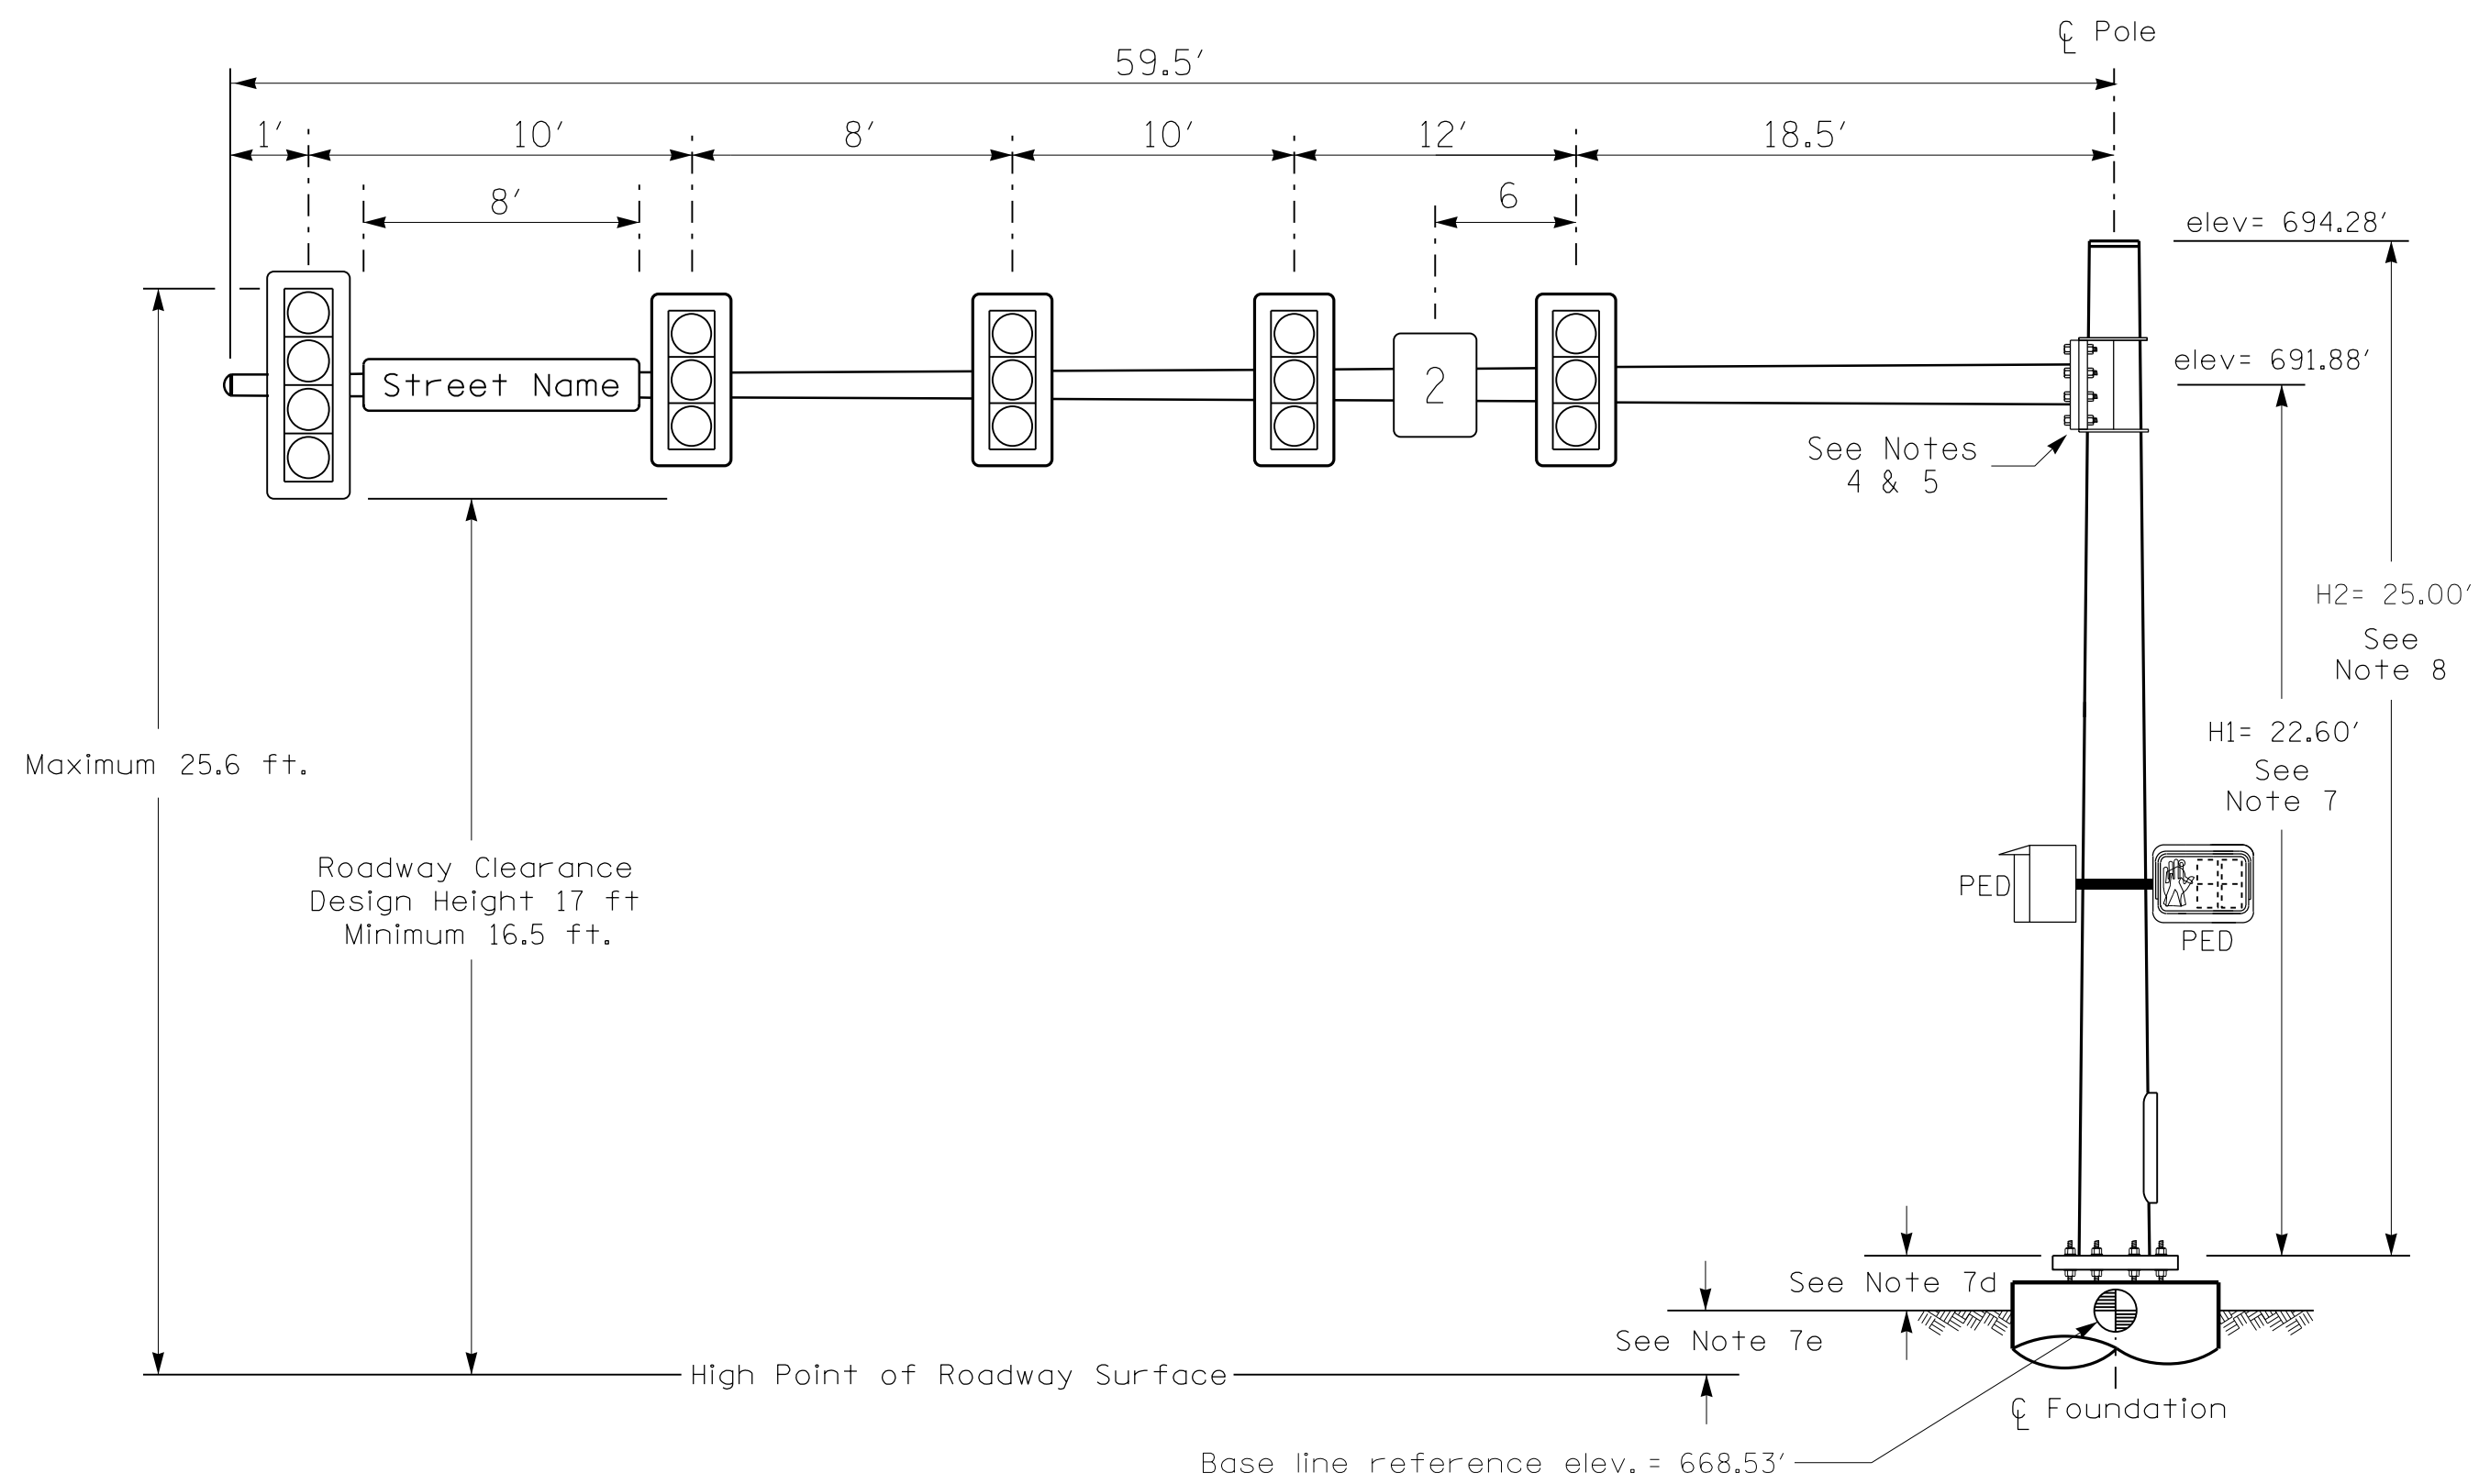 ℄ Pole
59.5′
1′ 10′ 8′ 10′ 12′ 18.5′
8′ 6
elev= 694.28′
elev= 691.88′
Street Name
2
See Notes
4 & 5
H2= 25.00′
See
Note 8
H1= 22.60′
See
Note 7
Maximum 25.6 ft.
Roadway Clearance
Design Height 17 ft
Minimum 16.5 ft.
PED
PED
See Note 7d
See Note 7e
High Point of Roadway Surface
℄ Foundation
Base line reference elev. = 668.53′